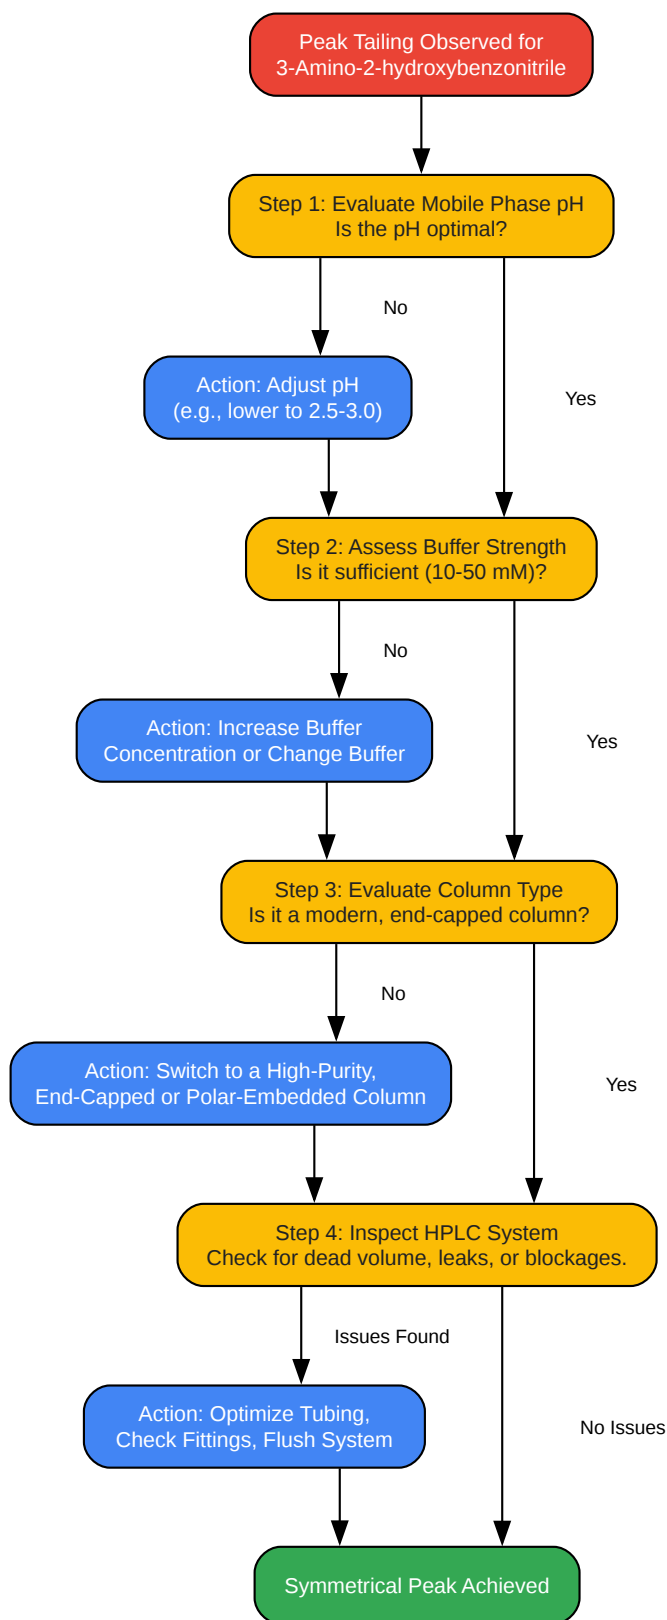 Peak Tailing Observed for
3-Amino-2-hydroxybenzonitrile
Step 1: Evaluate Mobile Phase pH
Is the pH optimal?
No
Action: Adjust pH
(e.g., lower to 2.5-3.0)
Yes
Step 2: Assess Buffer Strength
Is it sufficient (10-50 mM)?
No
Action: Increase Buffer
Concentration or Change Buffer
Yes
Step 3: Evaluate Column Type
Is it a modern, end-capped column?
No
Action: Switch to a High-Purity,
End-Capped or Polar-Embedded Column
Yes
Step 4: Inspect HPLC System
Check for dead volume, leaks, or blockages.
Issues Found
Action: Optimize Tubing,
Check Fittings, Flush System
No Issues
Symmetrical Peak Achieved